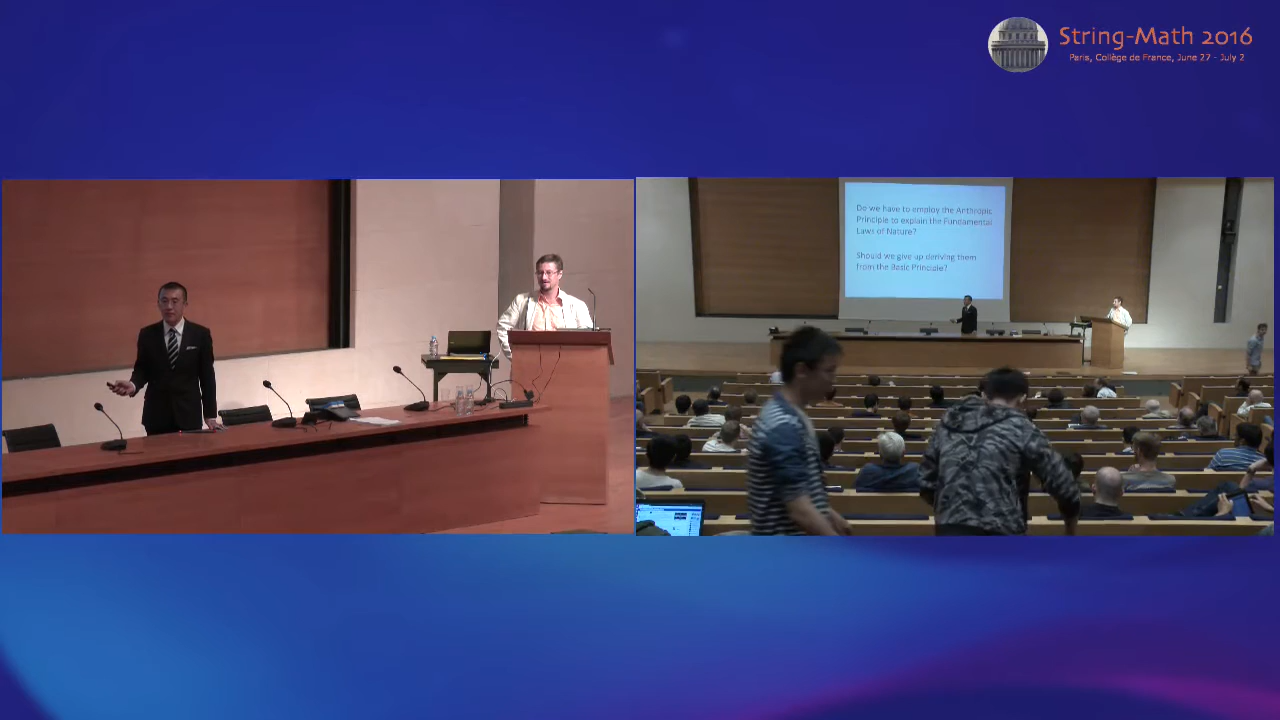 String-Math 2016
Paris, Collège de France, June 27 - July 2
Do we have to employ the Anthropic
Principle to explain the Fundamental
Laws of Nature?
Should we give up deriving them
from the Basic Principle?